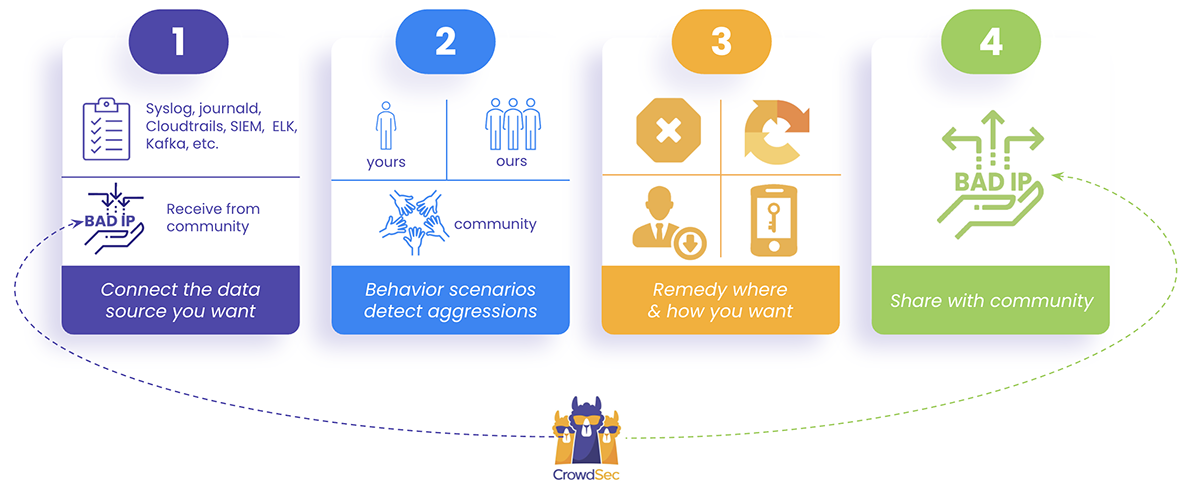 1
Syslog, journald,
Cloudtrails, SIEM, ELK,
Kafka, etc.
BAD IP
Receive from
community
Connect the data
source you want
2
yours
ours
community
Behavior scenarios
detect aggressions
3
Remedy where
& how you want
4
BAD IP
Share with community
CrowdSec